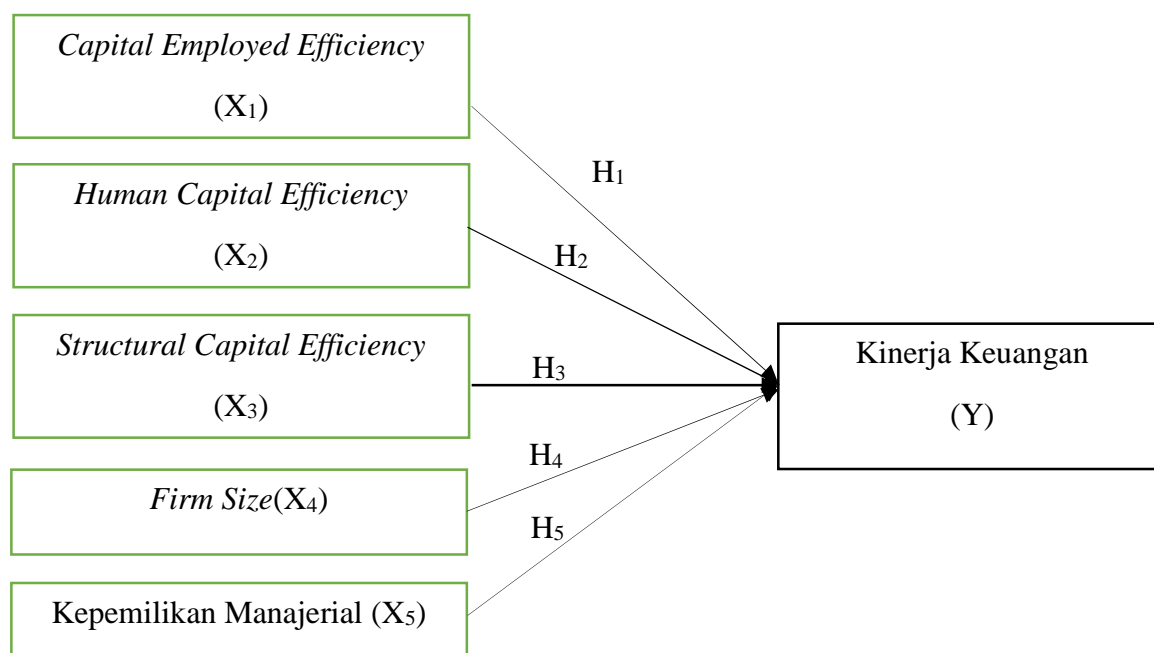 Capital Employed Efficiency
(X₁)
H₁
Human Capital Efficiency
(X₂)
H₂
Structural Capital Efficiency
(X₃)
H₃
Kinerja Keuangan
(Y)
Firm Size(X₄)
H₄
H₅
Kepemilikan Manajerial (X₅)